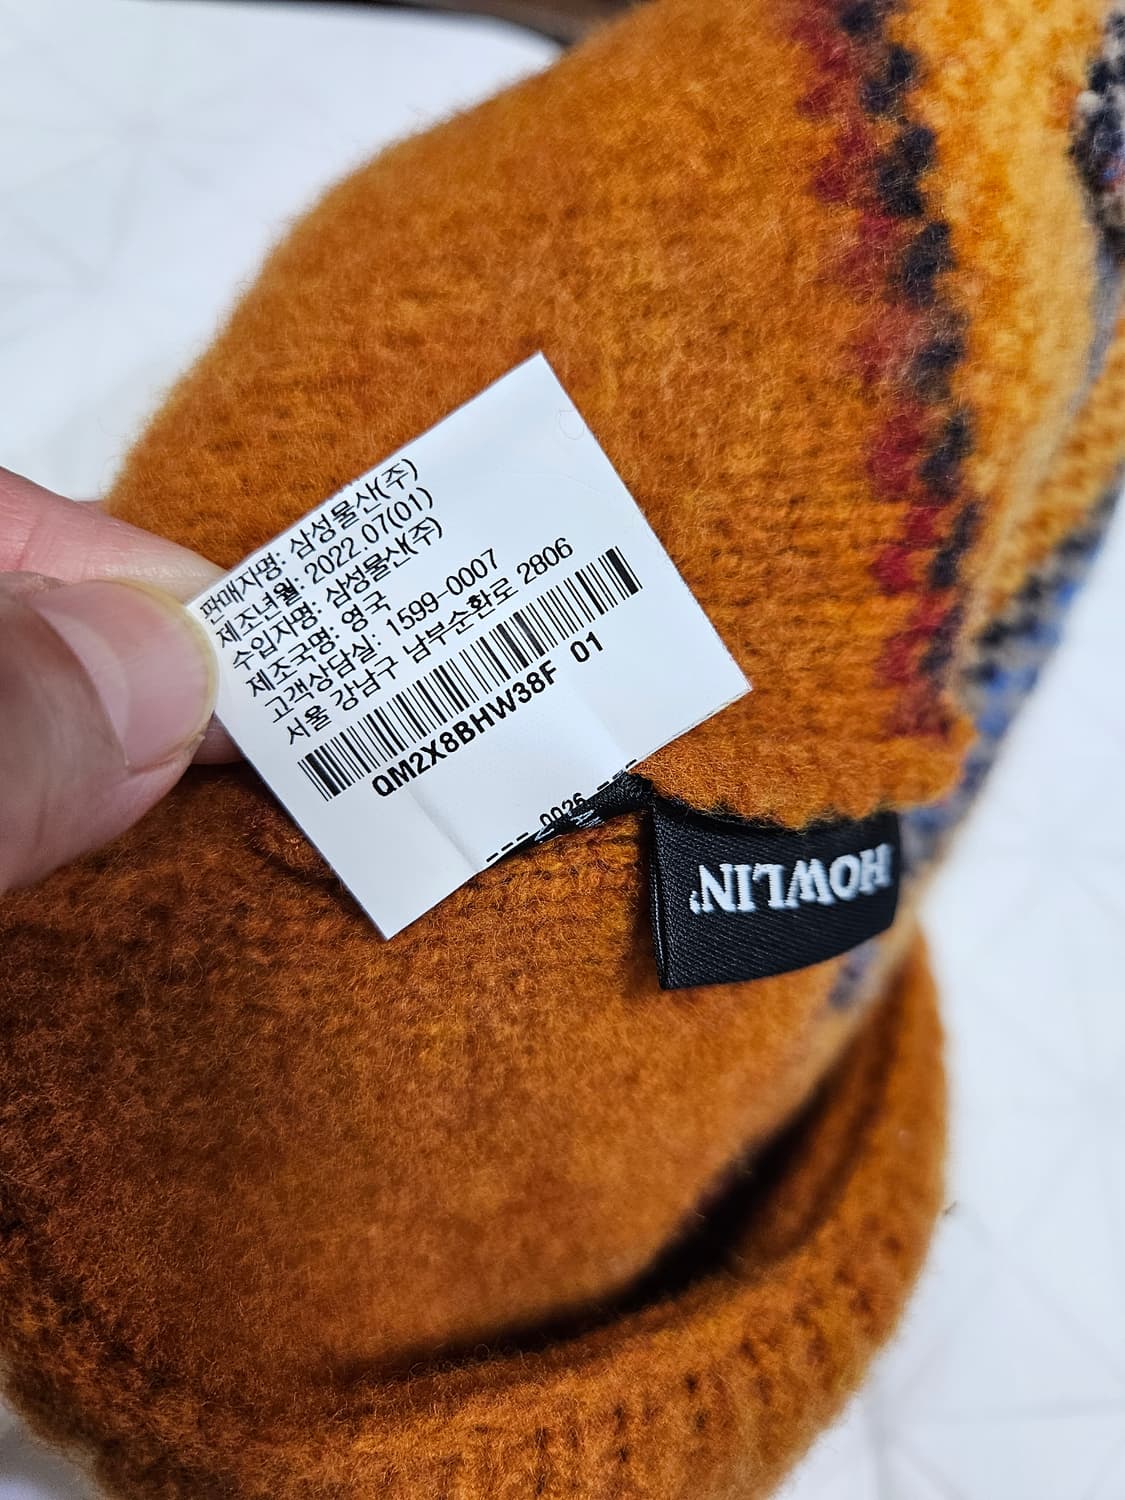 판매자명: 삼성물산(주)
제조년월: 2022.07(01)
수입자명: 삼성물산(주)
제조국명: 영국
고객상담실: 1599-0007
서울 강남구 남부순환로 2806
QM2X8BHW38F 01
--- 0026 ---
HOWLIN'